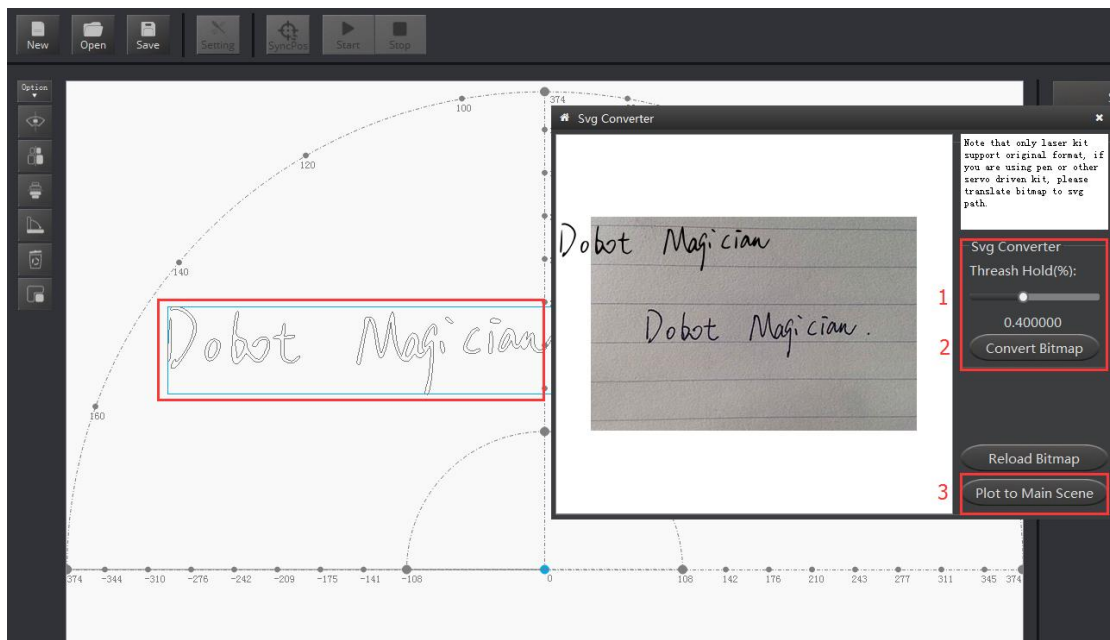 New Open Save Setting SyncPos Start Stop
Option
374
100
120
140
160
Dobot Magician
374 -344 -310 -276 -242 -209 -175 -141 -108 0 108 142 176 210 243 277 311 345 374
Svg Converter
Dobot Magician
Dobot Magician.
Note that only laser kit
support original format, if
you are using pen or other
servo driven kit, please
translate bitmap to svg
path.
Svg Converter
Threash Hold(%):
1
0.400000
2 Convert Bitmap
Reload Bitmap
3 Plot to Main Scene